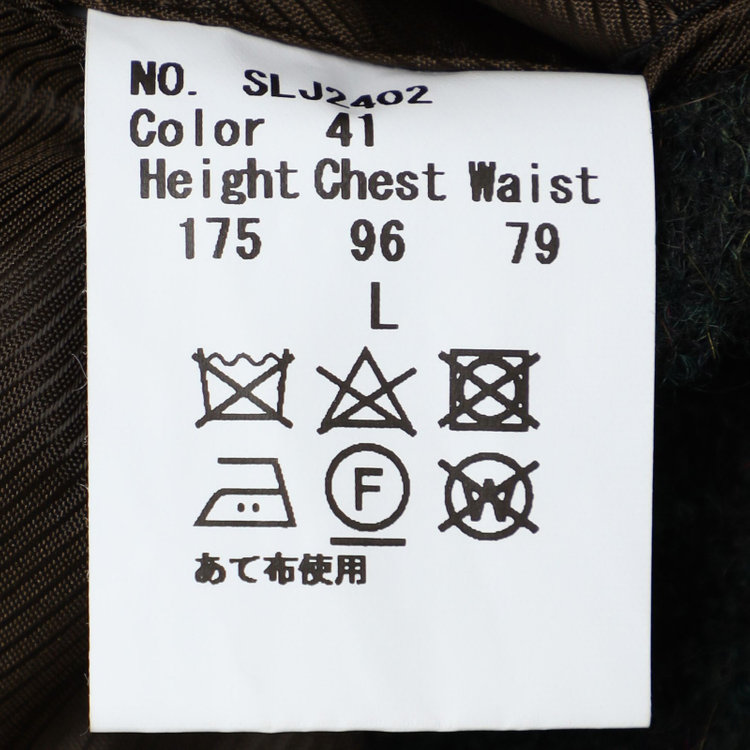 NO. SLJ2402
Color 41
Height Chest Waist
175 96 79
L
F W
あて布使用